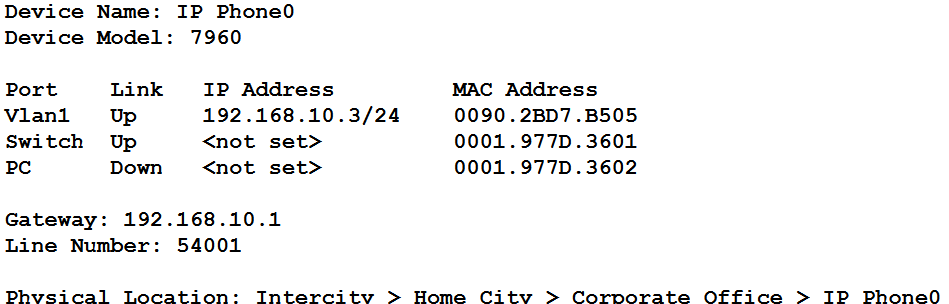 Device Name: IP Phone0
Device Model: 7960
Port Link IP Address MAC Address
Vlan1 Up 192.168.10.3/24 0090.2BD7.B505
Switch Up <not set> 0001.977D.3601
PC Down <not set> 0001.977D.3602
Gateway: 192.168.10.1
Line Number: 54001
Physical Location: Intercity > Home City > Corporate Office > IP Phone0